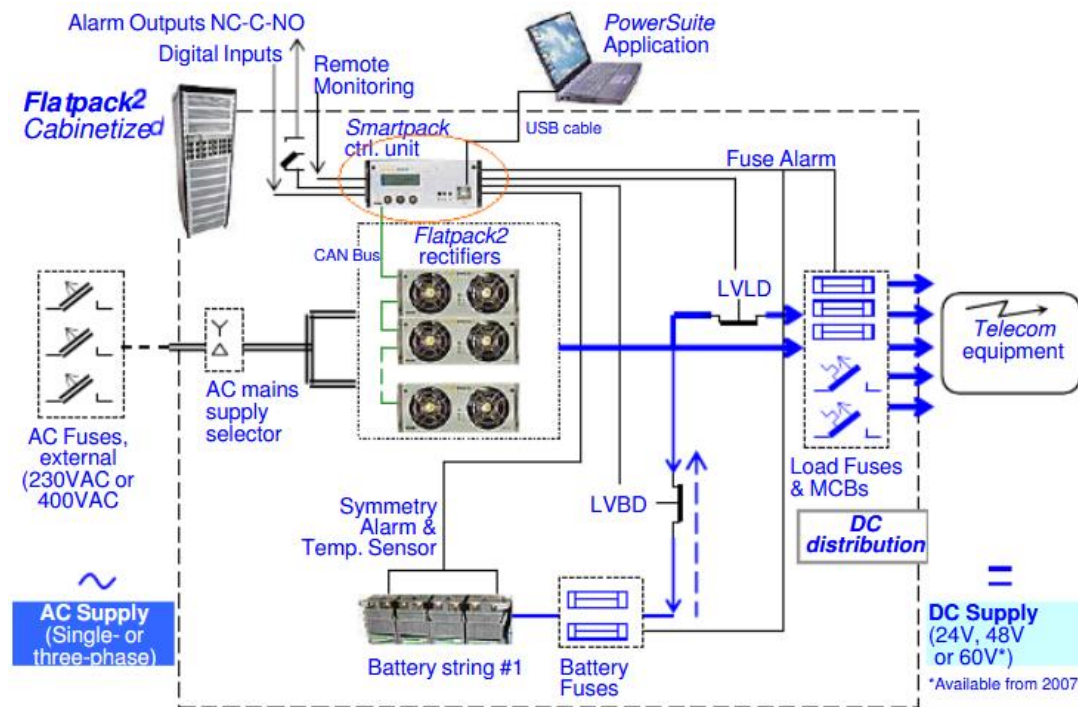 Alarm Outputs NC-C-NO
Digital Inputs
Remote
Monitoring
PowerSuite
Application
Flatpack2
Cabinetized
Smartpack
ctrl. unit
USB cable
Fuse Alarm
CAN Bus
Flatpack2
rectifiers
LVLD
Telecom
equipment
AC mains
supply
selector
AC Fuses,
external
(230VAC or
400VAC
Load Fuses
& MCBs
LVBD
Symmetry
Alarm &
Temp. Sensor
DC
distribution
AC Supply
(Single- or
three-phase)
DC Supply
(24V, 48V
or 60V*)
*Available from 2007
Battery string #1
Battery
Fuses